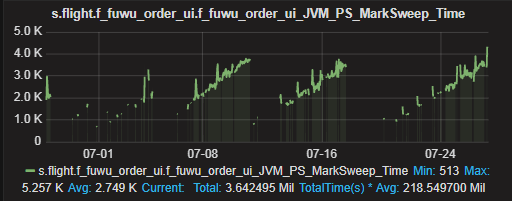 s.flight.f_fuwu_order_ui.f_fuwu_order_ui_JVM_PS_MarkSweep_Time
5.0 K
4.0 K
3.0 K
2.0 K
1.0 K
0
07-01 07-08 07-16 07-24
s.flight.f_fuwu_order_ui.f_fuwu_order_ui_JVM_PS_MarkSweep_Time Min: 513 Max:
5.257 K Avg: 2.749 K Current: Total: 3.642495 Mil TotalTime(s) * Avg: 218.549700 Mil